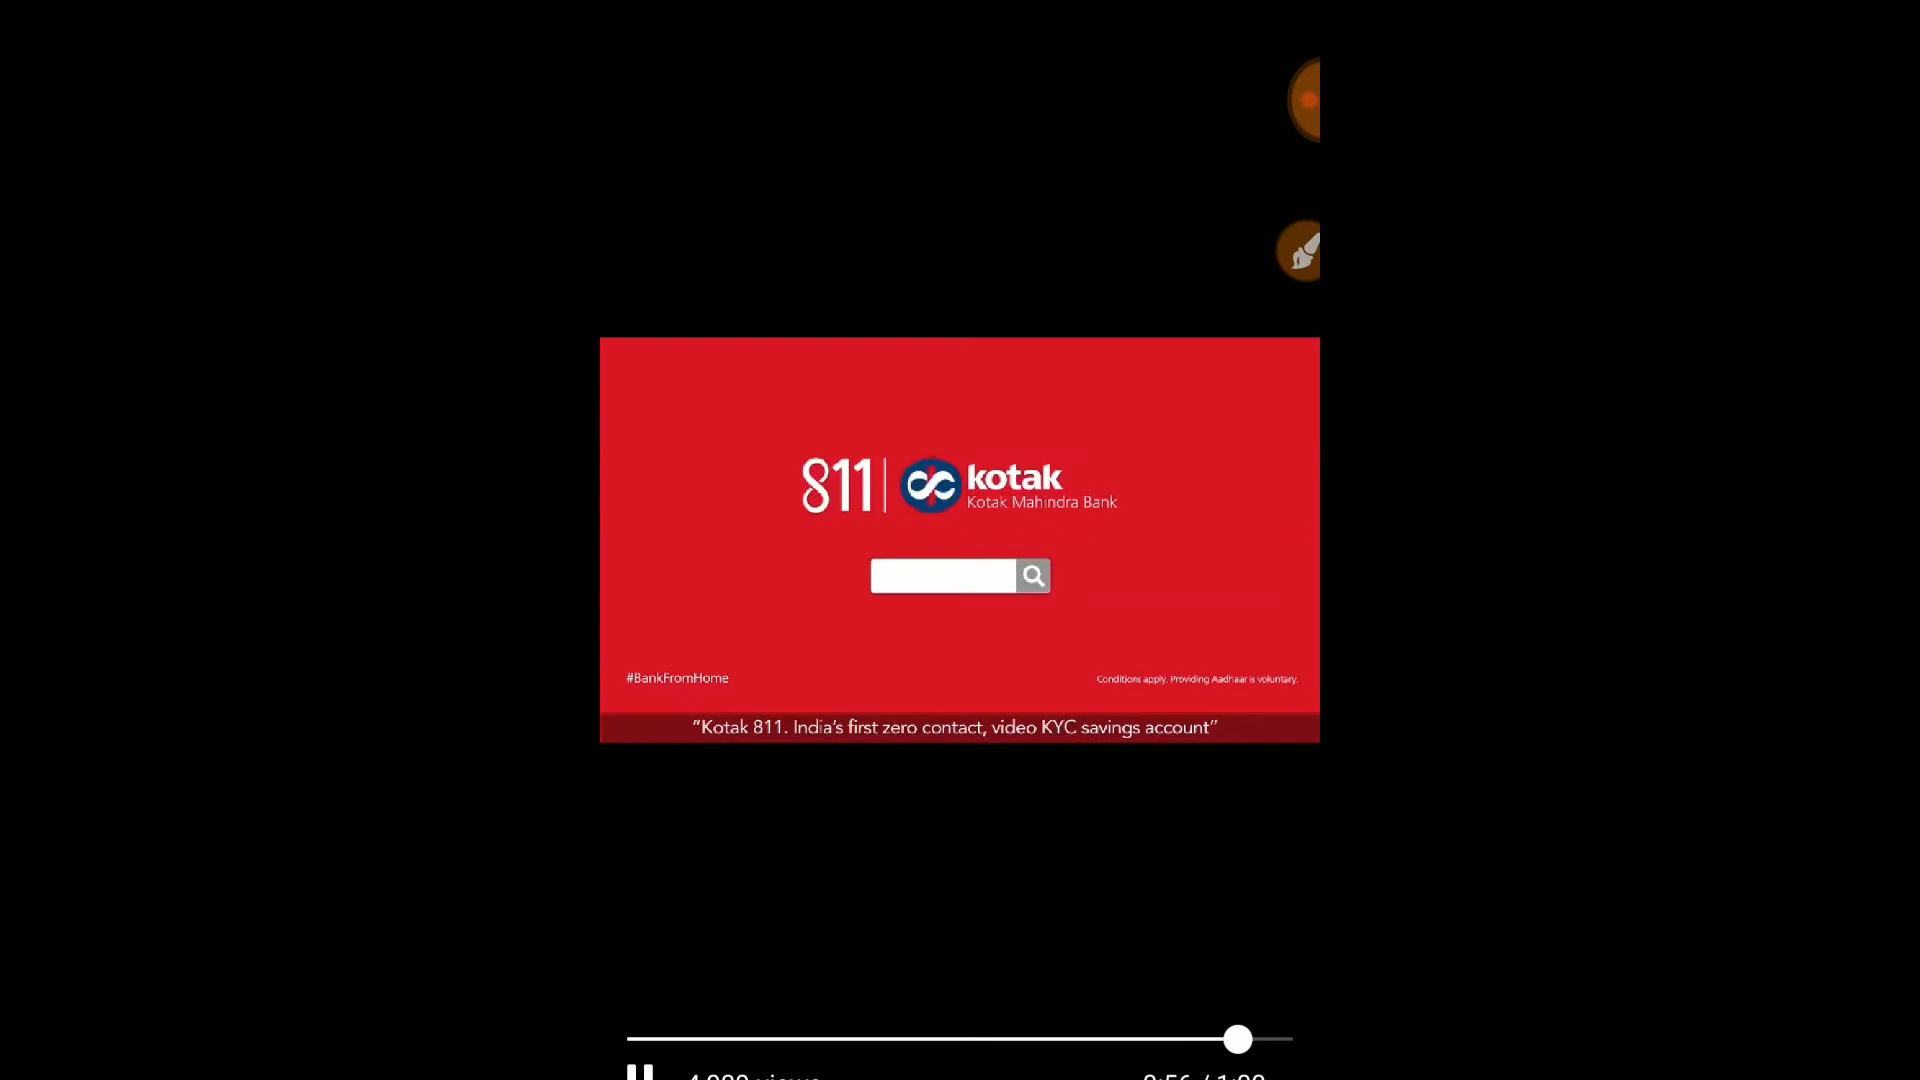 811 kotak
Kotak Mahindra Bank
#BankFromHome
Conditions apply. Providing Aadhaar is voluntary.
“Kotak 811. India’s first zero contact, video KYC savings account”
views